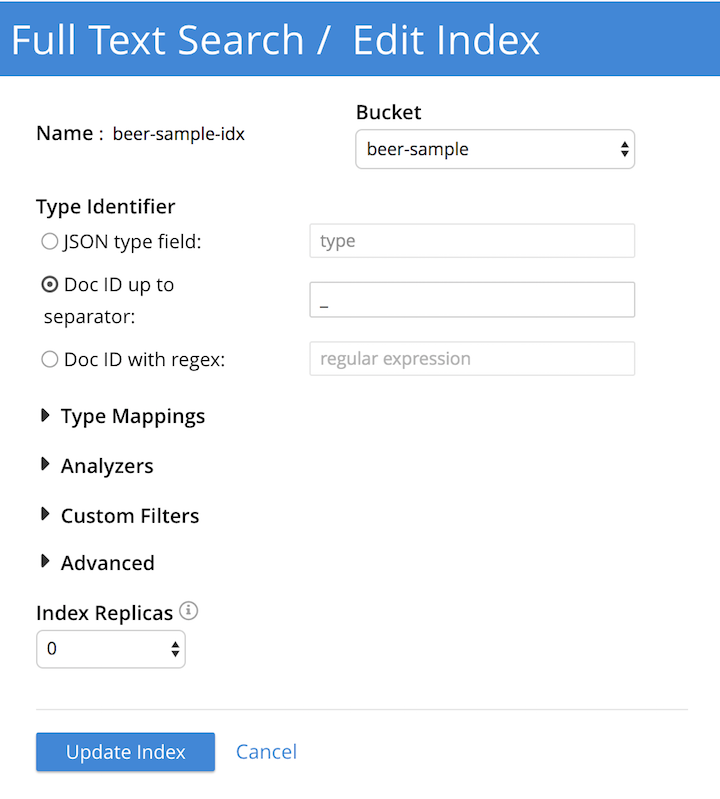 Full Text Search / Edit Index
Bucket
Name : beer-sample-idx
beer-sample
Type Identifier
JSON type field:
type
Doc ID up to
separator:
_
Doc ID with regex:
regular expression
Type Mappings
Analyzers
Custom Filters
Advanced
Index Replicas
0
Update Index
Cancel